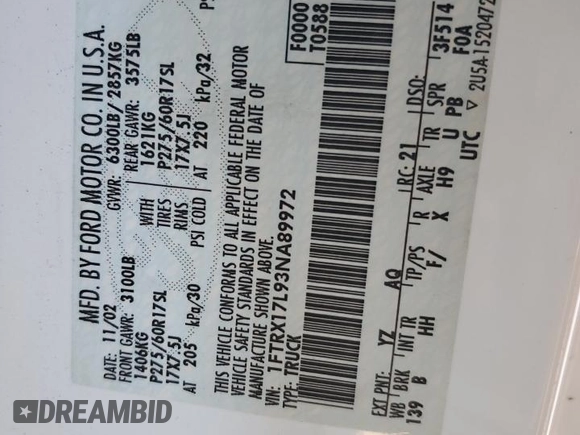 MFD. BY FORD MOTOR CO. IN U.S.A.
DATE: 11/02 GVWR: 6300LB/ 2857KG
FRONT GAWR: 3100LB REAR GAWR: 3575LB
1406KG WITH 1621KG
P275/60R17SL TIRES P275/60R17SL
17X7.5J RIMS 17X7.5J
AT 205 kPa/30 PSI COLD AT 220 kPa/32 PS
THIS VEHICLE CONFORMS TO ALL APPLICABLE FEDERAL MOTOR
VEHICLE SAFETY STANDARDS IN EFFECT ON THE DATE OF
MANUFACTURE SHOWN ABOVE.
VIN: 1FTRX17L93NA89972
TYPE: TRUCK
F0000
T0588
EXT PNT: YZ AQ RC: 21 DSO:
WB BRK INT TR TP/PS R AXLE TR SPR 3F514
139 B HH F/ X H9 U PB F0A
UTC ▽ 2U5A-1520472
DREAMBID